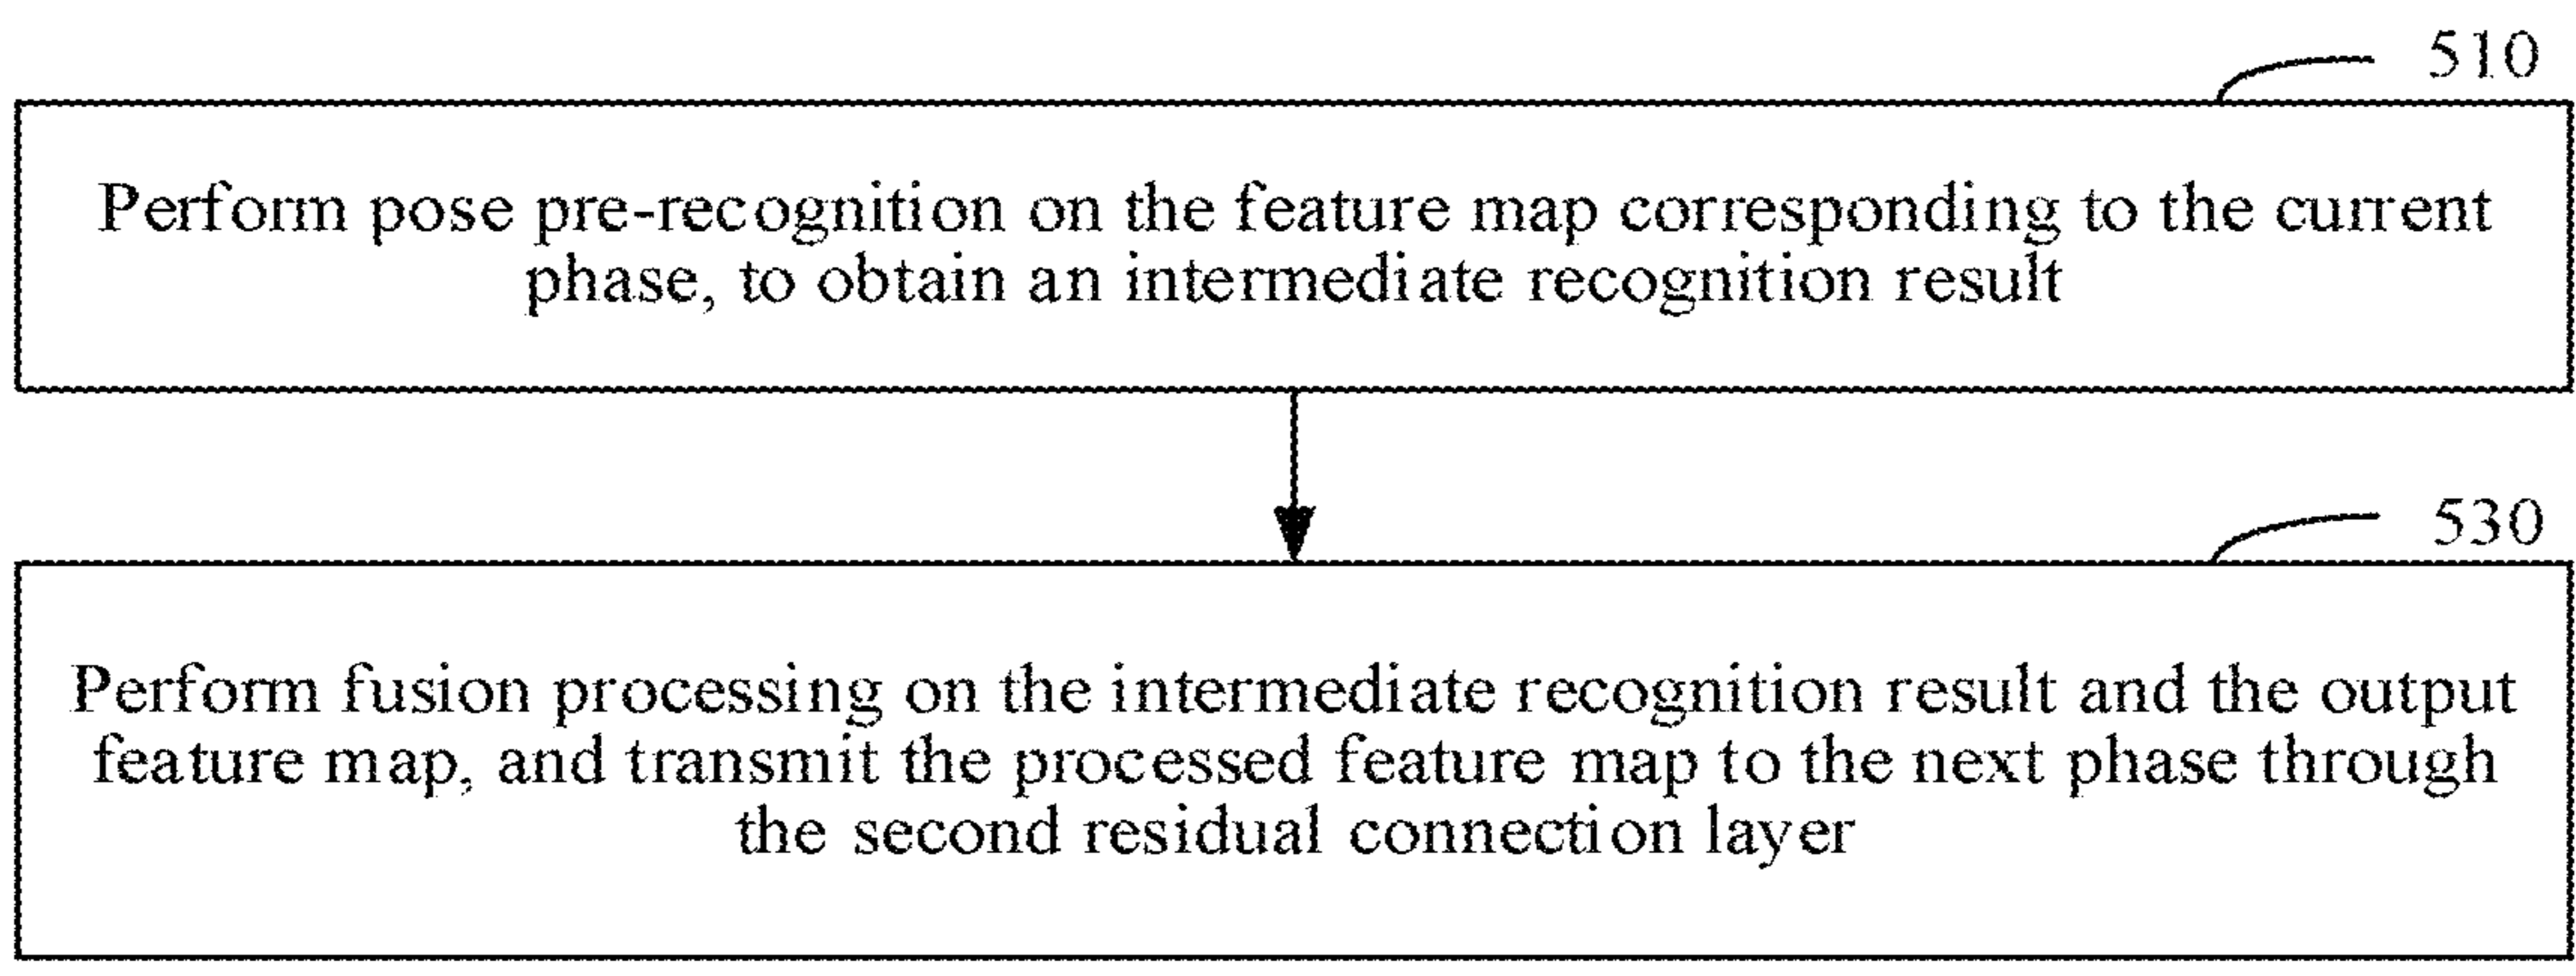 510
Perform pose pre-recognition on the feature map corresponding to the current
phase, to obtain an intermediate recognition result
530
Perform fusion processing on the intermediate recognition result and the output
feature map, and transmit the processed feature map to the next phase through
the second residual connection layer